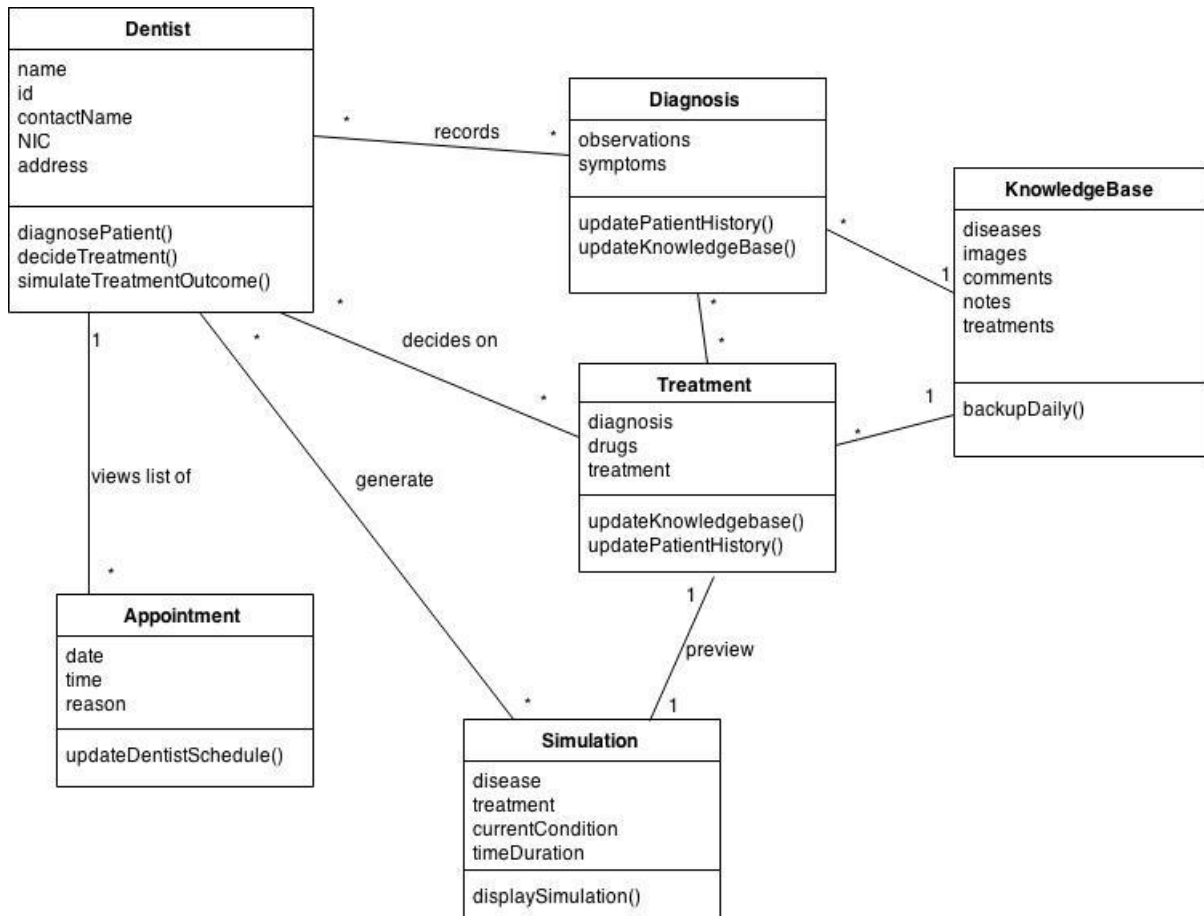 Dentist
name
id
contactName
NIC
address
diagnosePatient()
decideTreatment()
simulateTreatmentOutcome()
*
records
*
Diagnosis
observations
symptoms
updatePatientHistory()
updateKnowledgeBase()
*
1
KnowledgeBase
diseases
images
comments
notes
treatments
backupDaily()
*
*
1
*
*
decides on
*
Treatment
diagnosis
drugs
treatment
updateKnowledgebase()
updatePatientHistory()
1
views list of
*
*
generate
*
1
preview
1
Appointment
date
time
reason
updateDentistSchedule()
Simulation
disease
treatment
currentCondition
timeDuration
displaySimulation()